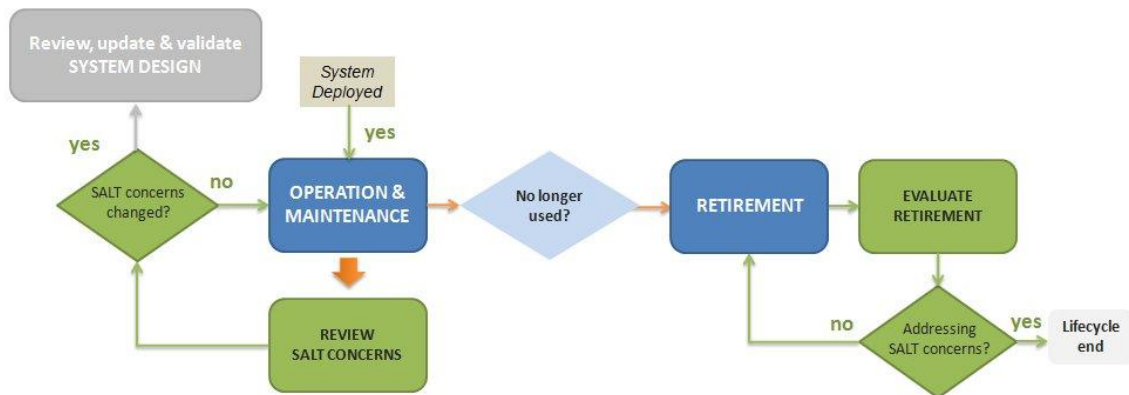 Review, update & validate
SYSTEM DESIGN
System
Deployed
yes
yes
SALT concerns
changed?
no
OPERATION &
MAINTENANCE
No longer
used?
RETIREMENT
EVALUATE
RETIREMENT
REVIEW
SALT CONCERNS
no
Addressing
SALT concerns?
yes
Lifecycle
end